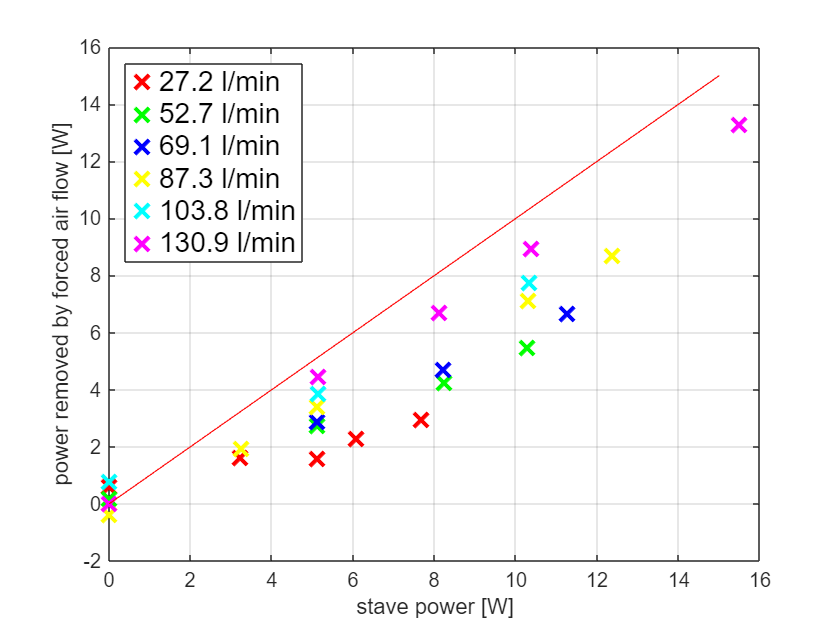 16
14
12
10
8
6
4
2
0
-2
power removed by forced air flow [W]
27.2 l/min
52.7 l/min
69.1 l/min
87.3 l/min
103.8 l/min
130.9 l/min
0 2 4 6 8 10 12 14 16
stave power [W]